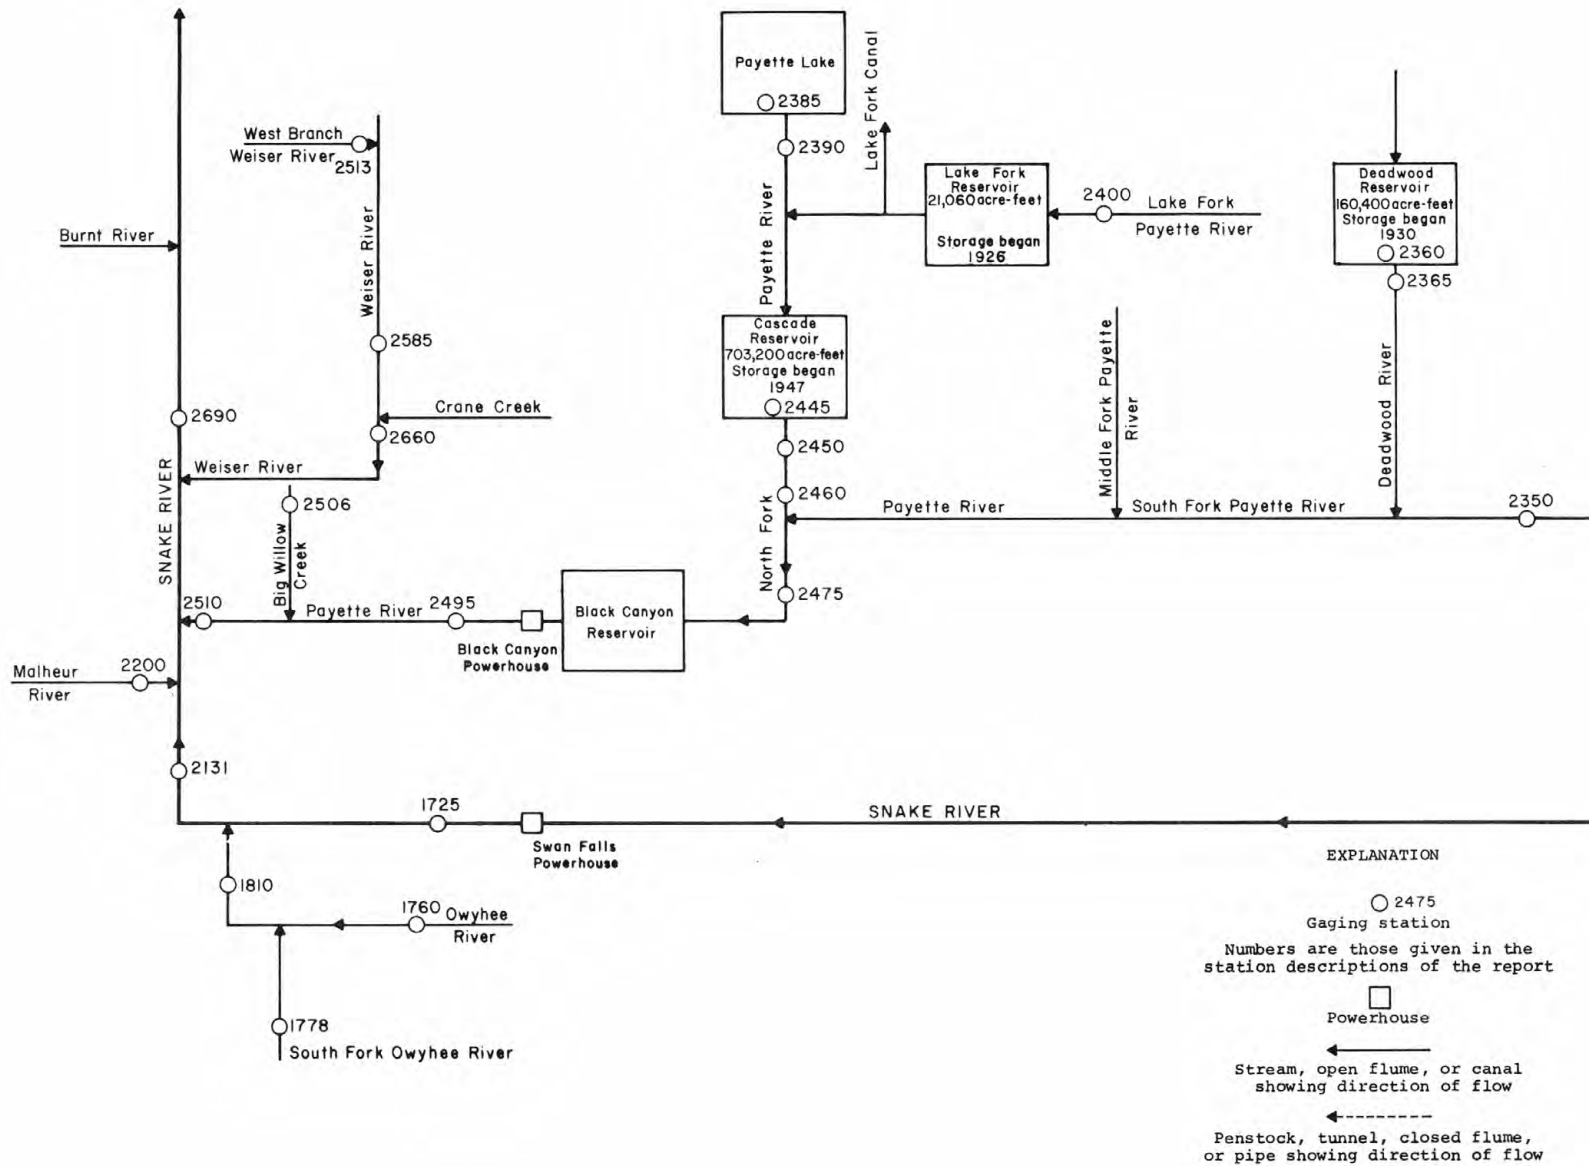 Payette Lake
2385
2390
Lake Fork Canal
West Branch
Weiser River
2513
Weiser River
Burnt River
2585
Crane Creek
2660
2690
Weiser River
SNAKE RIVER
2506
Big Willow
Creek
2510
Payette River
2495
Black Canyon
Powerhouse
Black Canyon
Reservoir
Malheur
River
2200
2131
Payette River
Lake Fork
Reservoir
21,060 acre-feet
Storage began
1926
2400
Lake Fork
Payette River
Deadwood
Reservoir
160,400 acre-feet
Storage began
1930
2360
2365
Cascade
Reservoir
703,200 acre-feet
Storage began
1947
2445
2450
2460
North Fork
2475
Payette River
Middle Fork Payette
River
South Fork Payette River
Deadwood River
2350
1725
Swan Falls
Powerhouse
SNAKE RIVER
1810
1760
Owyhee
River
1778
South Fork Owyhee River
EXPLANATION
2475
Gaging station
Numbers are those given in the
station descriptions of the report
Powerhouse
Stream, open flume, or canal
showing direction of flow
Penstock, tunnel, closed flume,
or pipe showing direction of flow